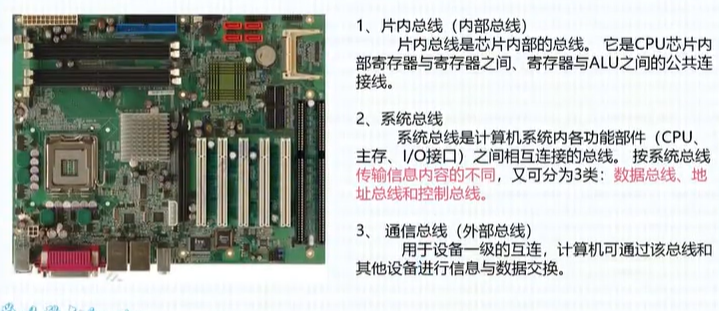 1、片内总线（内部总线）
片内总线是芯片内部的总线。 它是CPU芯片内
部寄存器与寄存器之间、寄存器与ALU之间的公共连
接线。
2、系统总线
系统总线是计算机系统内各功能部件（CPU、
主存、I/O接口）之间相互连接的总线。 按系统总线
传输信息内容的不同，又可分为3类：数据总线、地
址总线和控制总线。
3、 通信总线（外部总线）
用于设备一级的互连，计算机可通过该总线和
其他设备进行信息与数据交换。